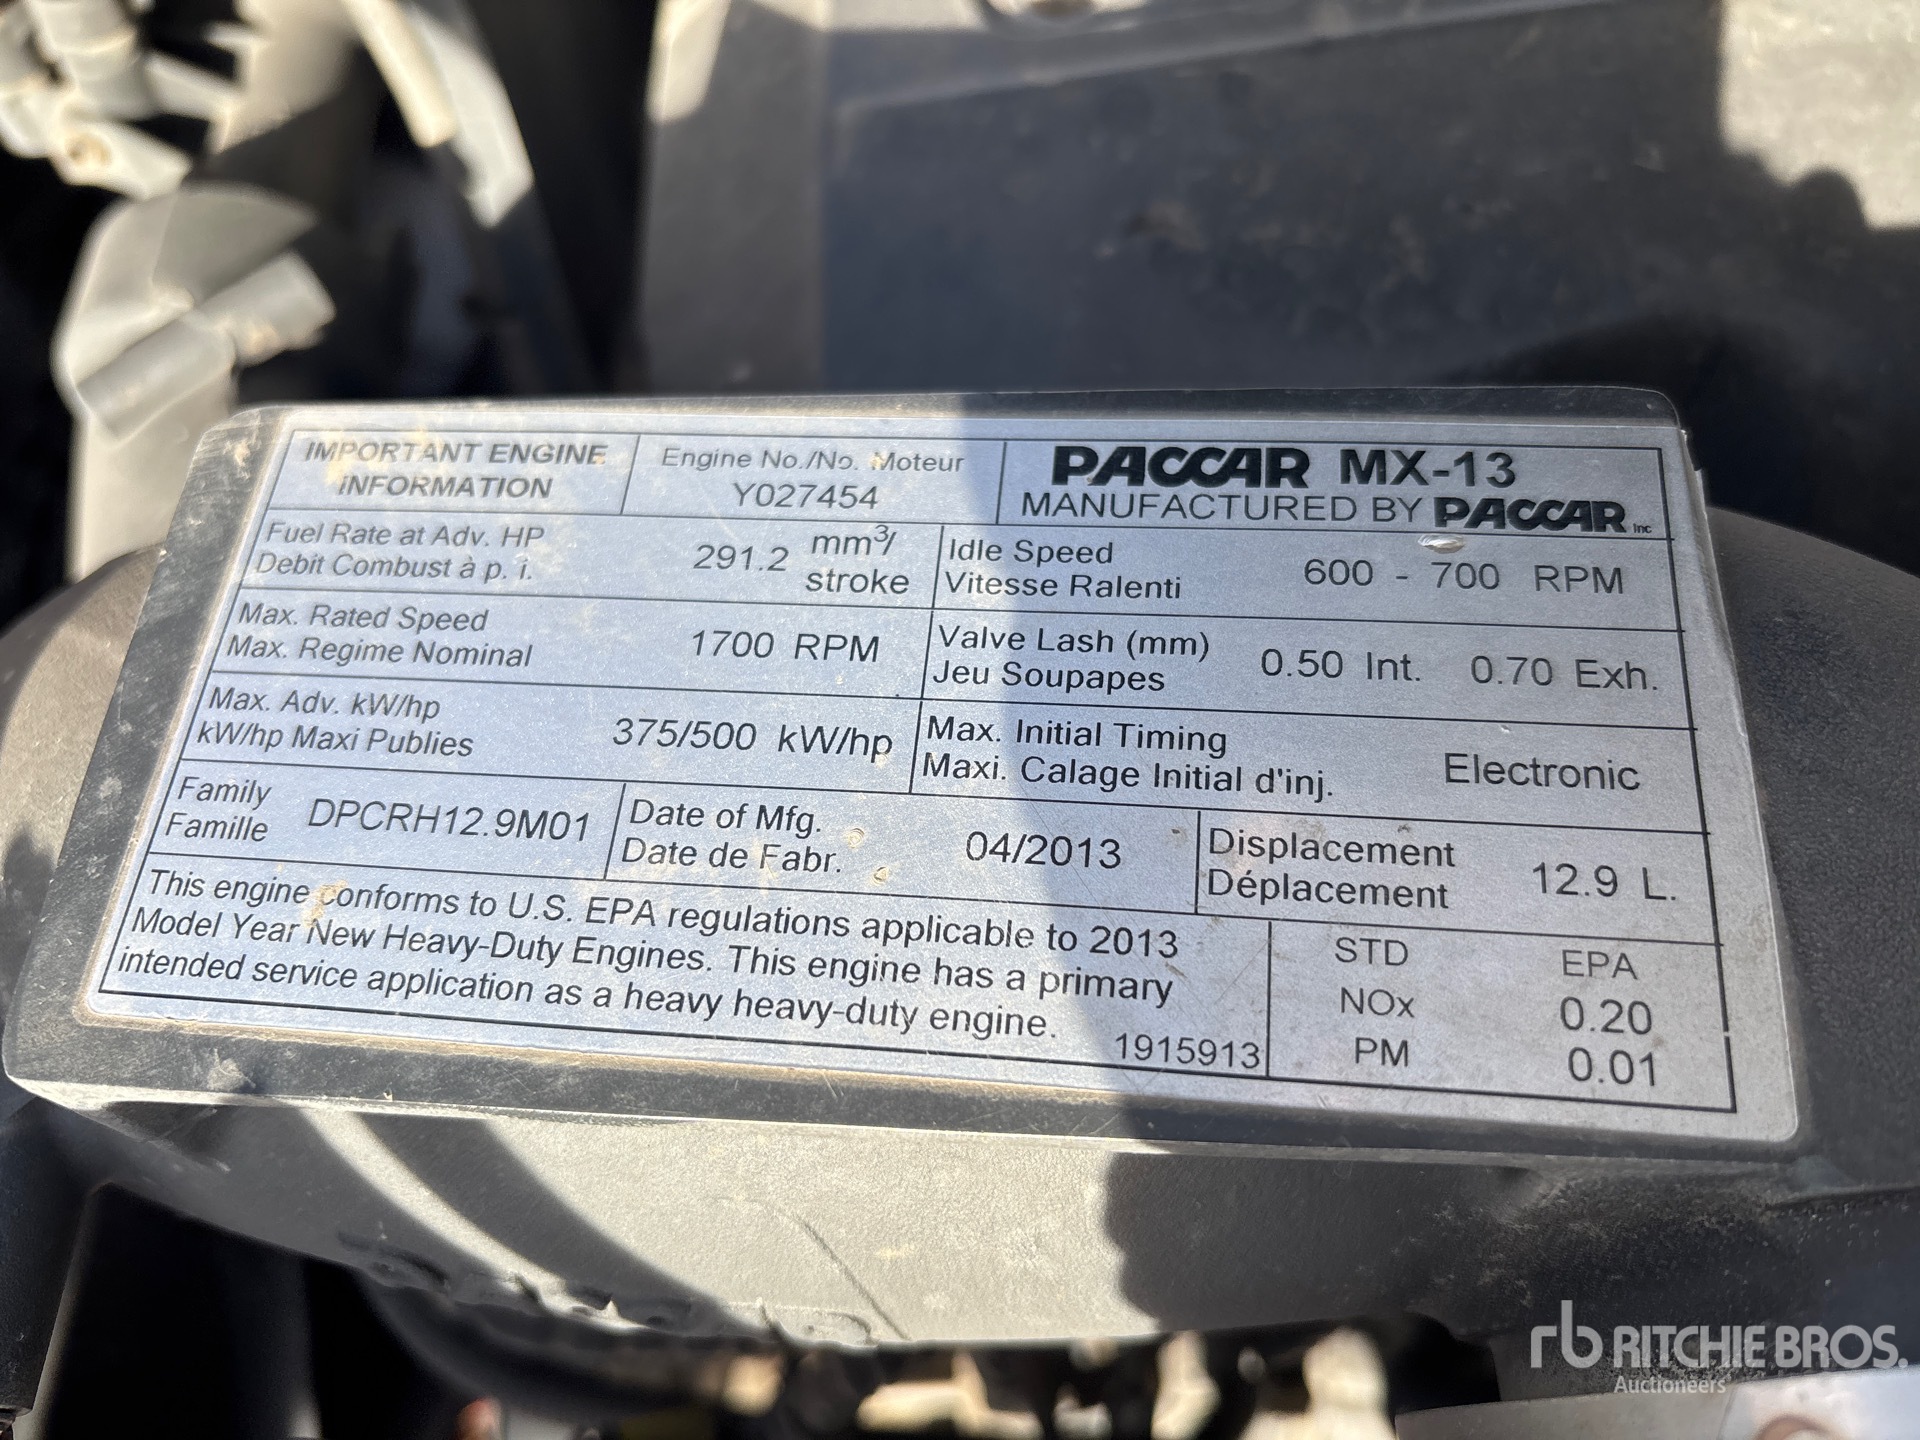 IMPORTANT ENGINE
INFORMATION
Engine No./No. Moteur
Y027454
PACCAR MX-13
MANUFACTURED BY PACCAR Inc
Fuel Rate at Adv. HP
Debit Combust à p. i.
291.2 mm³/
stroke
Idle Speed
Vitesse Ralenti
600 - 700 RPM
Max. Rated Speed
Max. Regime Nominal
1700 RPM
Valve Lash (mm)
Jeu Soupapes
0.50 Int. 0.70 Exh.
Max. Adv. kW/hp
kW/hp Maxi Publies
375/500 kW/hp
Max. Initial Timing
Maxi. Calage Initial d'inj.
Electronic
Family
Famille
DPCRH12.9M01
Date of Mfg.
Date de Fabr.
04/2013
Displacement
Déplacement
12.9 L.
This engine conforms to U.S. EPA regulations applicable to 2013
Model Year New Heavy-Duty Engines. This engine has a primary
intended service application as a heavy heavy-duty engine.
1915913
STD EPA
NOx 0.20
PM 0.01
rb RITCHIE BROS.
Auctioneers